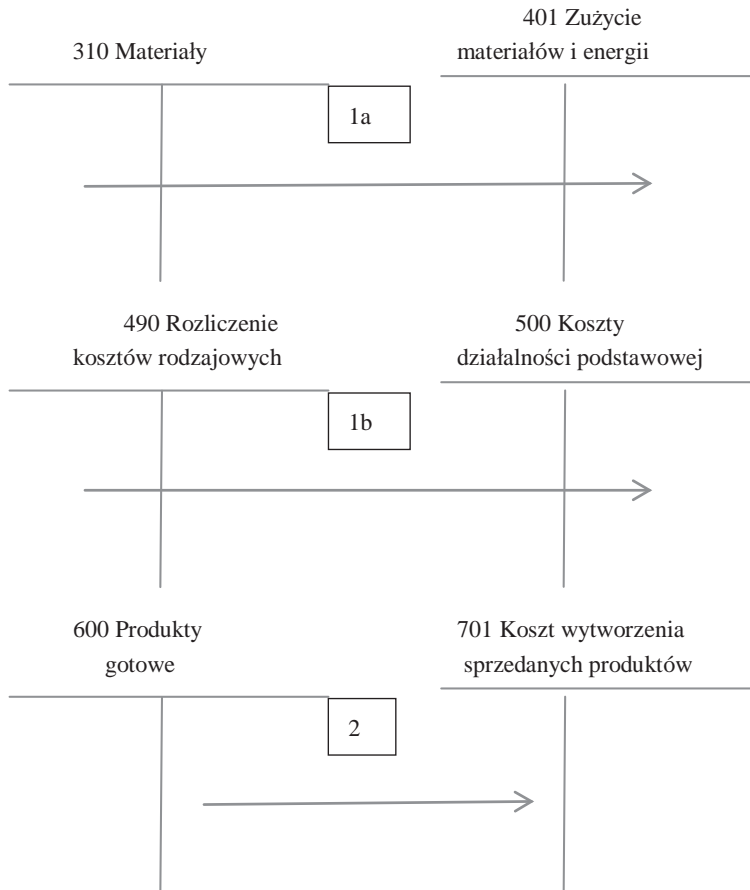 310 Materiały
401 Zużycie
materiałów i energii
1a
490 Rozliczenie
kosztów rodzajowych
500 Koszty
działalności podstawowej
1b
600 Produkty
gotowe
701 Koszt wytworzenia
sprzedanych produktów
2